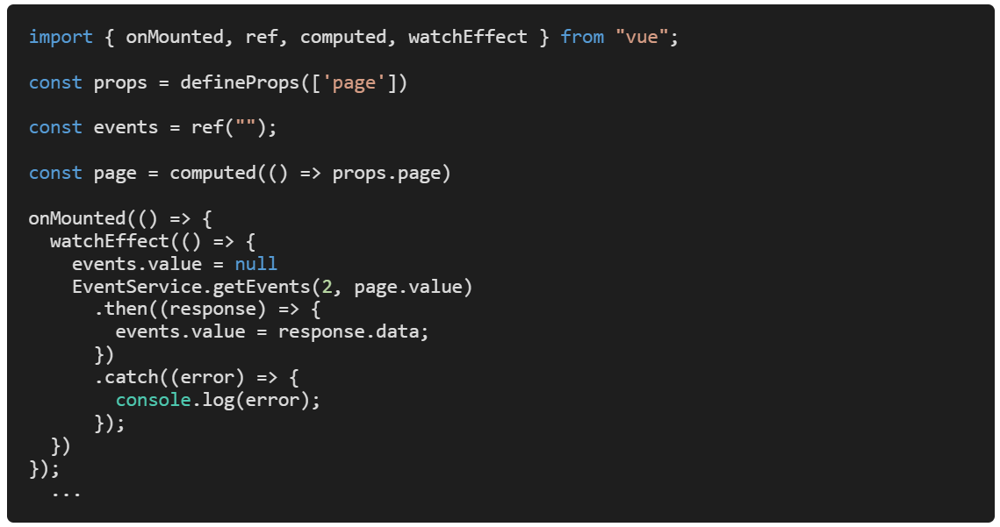 import { onMounted, ref, computed, watchEffect } from "vue";
const props = defineProps(['page'])
const events = ref("");
const page = computed(() => props.page)
onMounted(() => {
  watchEffect(() => {
    events.value = null
    EventService.getEvents(2, page.value)
      .then((response) => {
        events.value = response.data;
      })
      .catch((error) => {
        console.log(error);
      });
  })
});
  ...